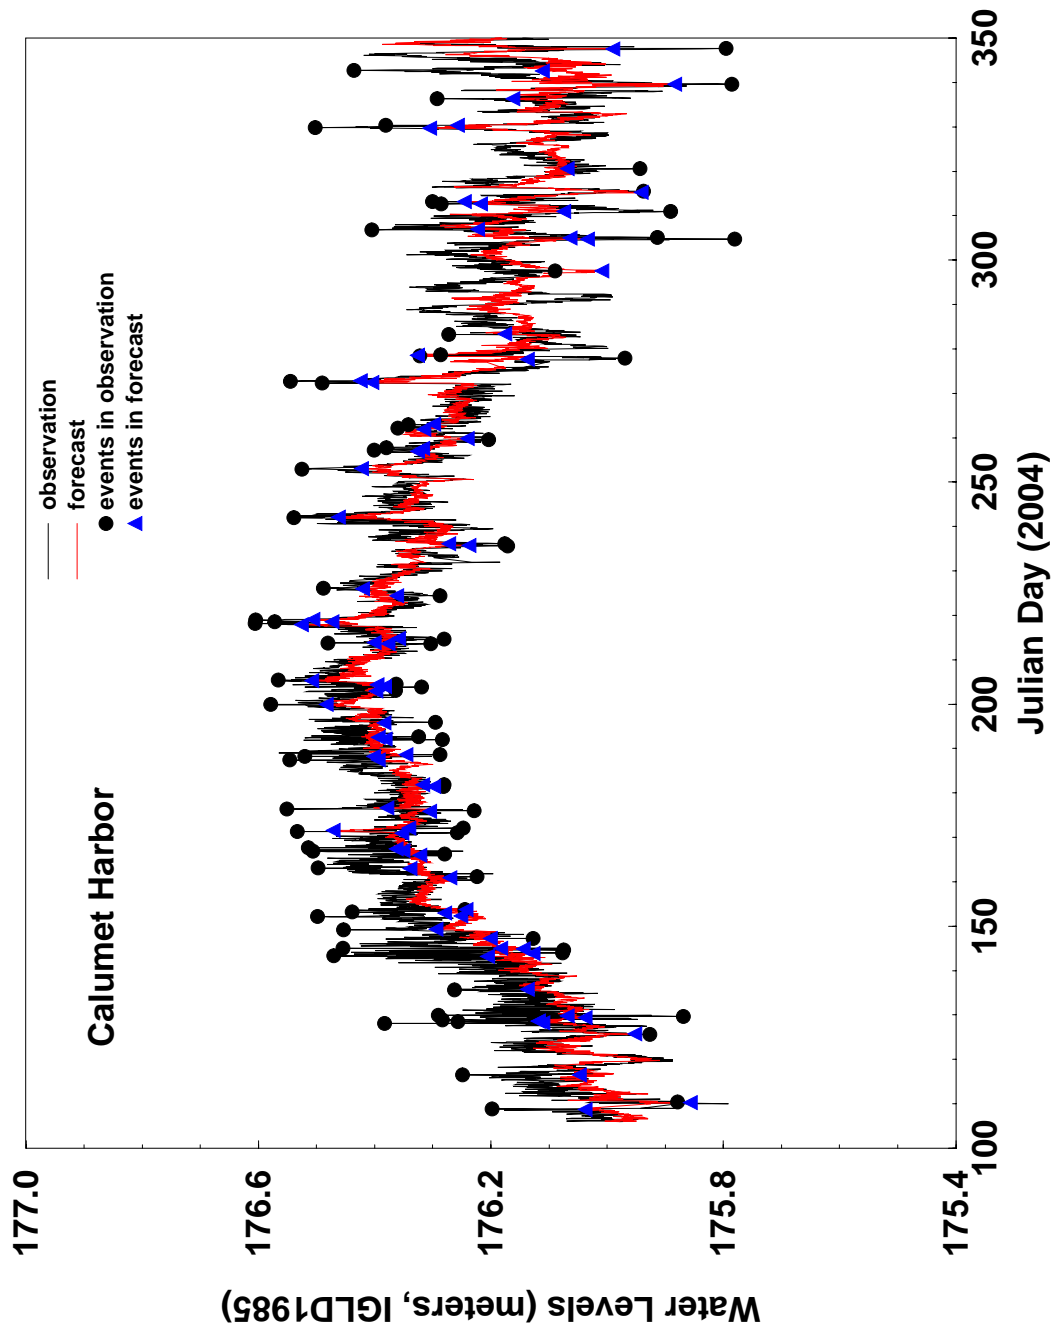 Calumet Harbor
observation
forecast
events in observation
events in forecast
Water Levels (meters, IGLD1985)
177.0
176.6
176.2
175.8
175.4
100
150
200
250
300
350
Julian Day (2004)